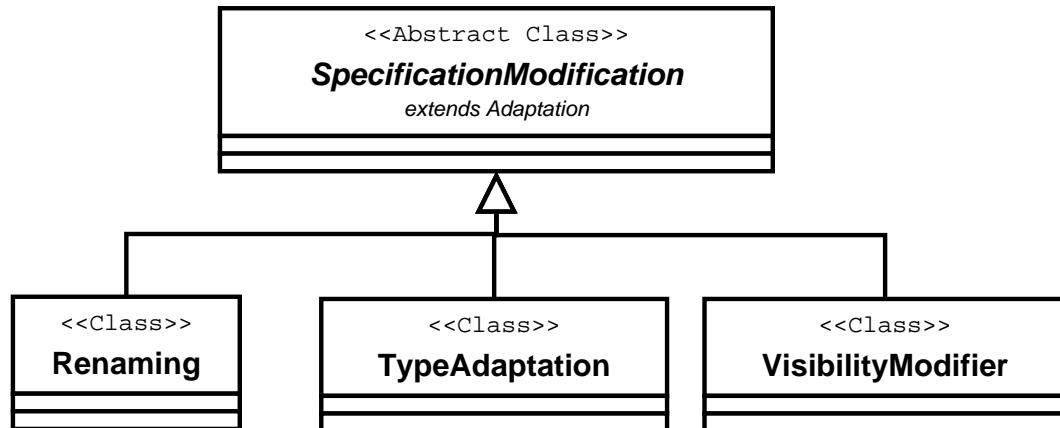 <<Abstract Class>>
SpecificationModification
extends Adaptation
<<Class>>
Renaming
<<Class>>
TypeAdaptation
<<Class>>
VisibilityModifier